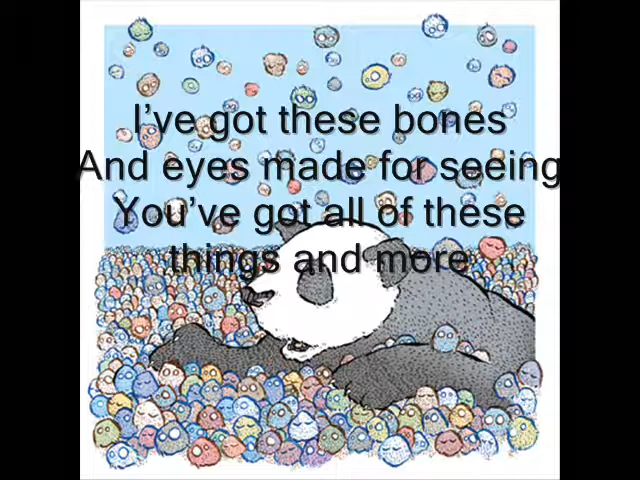 I’ve got these bones
And eyes made for seeing
You’ve got all of these
things and more